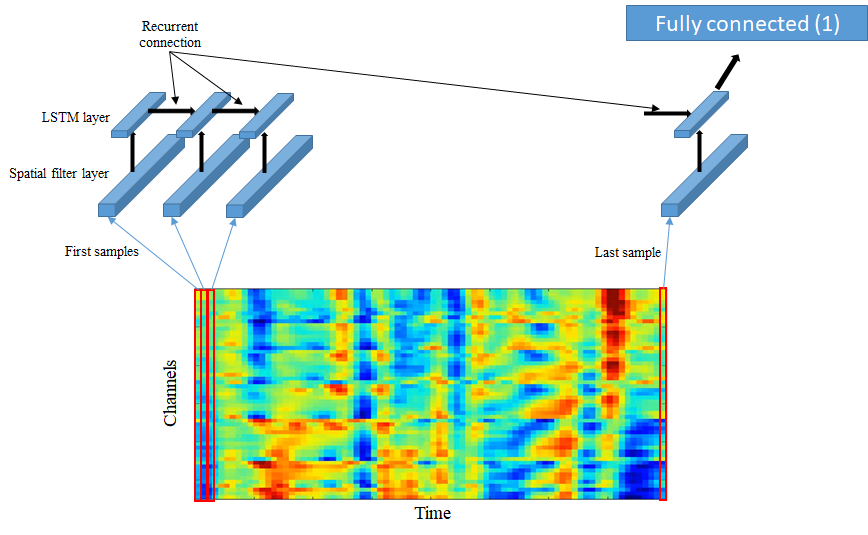 Recurrent
connection
Fully connected (1)
LSTM layer
Spatial filter layer
First samples
Last sample
Channels
Time